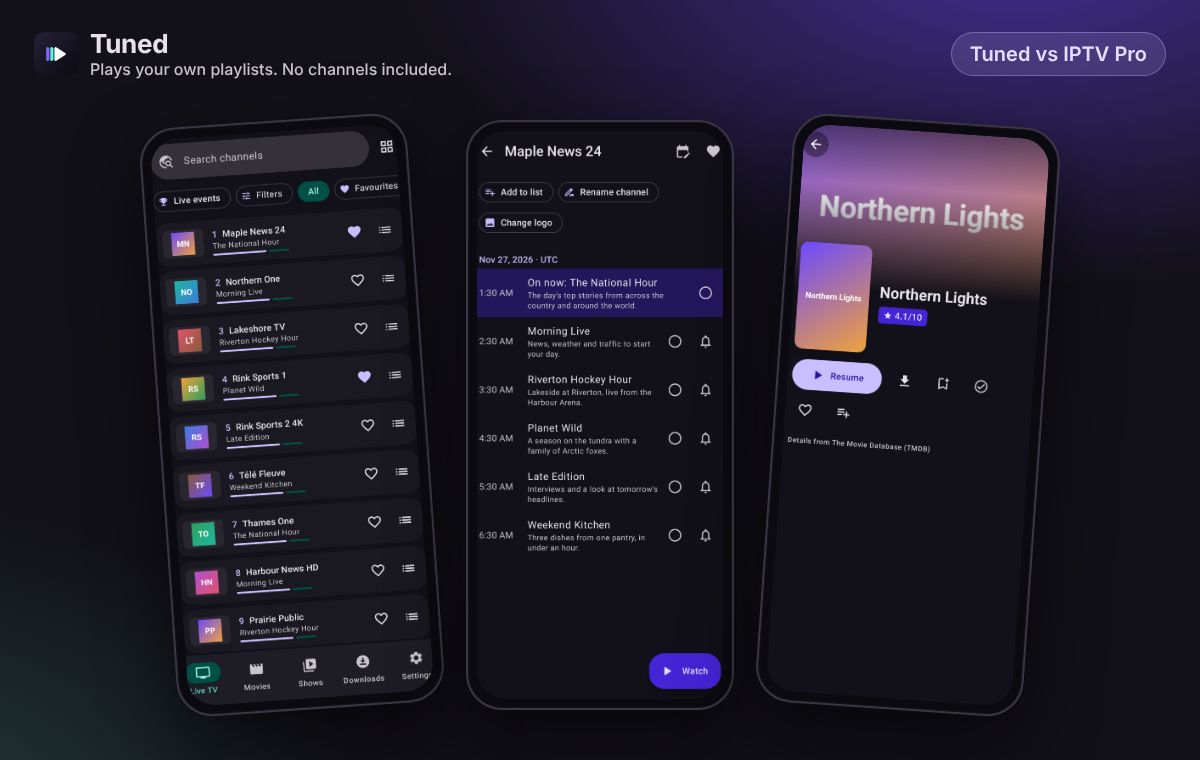 Tuned
Plays your own playlists. No channels included.
Tuned vs IPTV Pro
Search channels
Live events
Filters
All
Favourites
MN
1 Maple News 24
The National Hour
NO
2 Northern One
Morning Live
LT
3 Lakeshore TV
Riverton Hockey Hour
RS
4 Rink Sports 1
Planet Wild
RS
5 Rink Sports 2 4K
Late Edition
TF
6 Télé Fleuve
Weekend Kitchen
TO
7 Thames One
The National Hour
HN
8 Harbour News HD
Morning Live
PP
9 Prairie Public
Riverton Hockey Hour
Live TV
Movies
Shows
Downloads
Settings
Maple News 24
Add to list
Rename channel
Change logo
Nov 27, 2026 · UTC
1:30 AM
On now: The National Hour
The day's top stories from across the
country and around the world.
2:30 AM
Morning Live
News, weather and traffic to start
your day.
3:30 AM
Riverton Hockey Hour
Lakeside at Riverton, live from the
Harbour Arena.
4:30 AM
Planet Wild
A season on the tundra with a
family of Arctic foxes.
5:30 AM
Late Edition
Interviews and a look at tomorrow's
headlines.
6:30 AM
Weekend Kitchen
Three dishes from one pantry, in
under an hour.
Watch
Northern Lights
Northern Lights
Northern Lights
★ 4.1/10
Resume
Details from The Movie Database (TMDB)